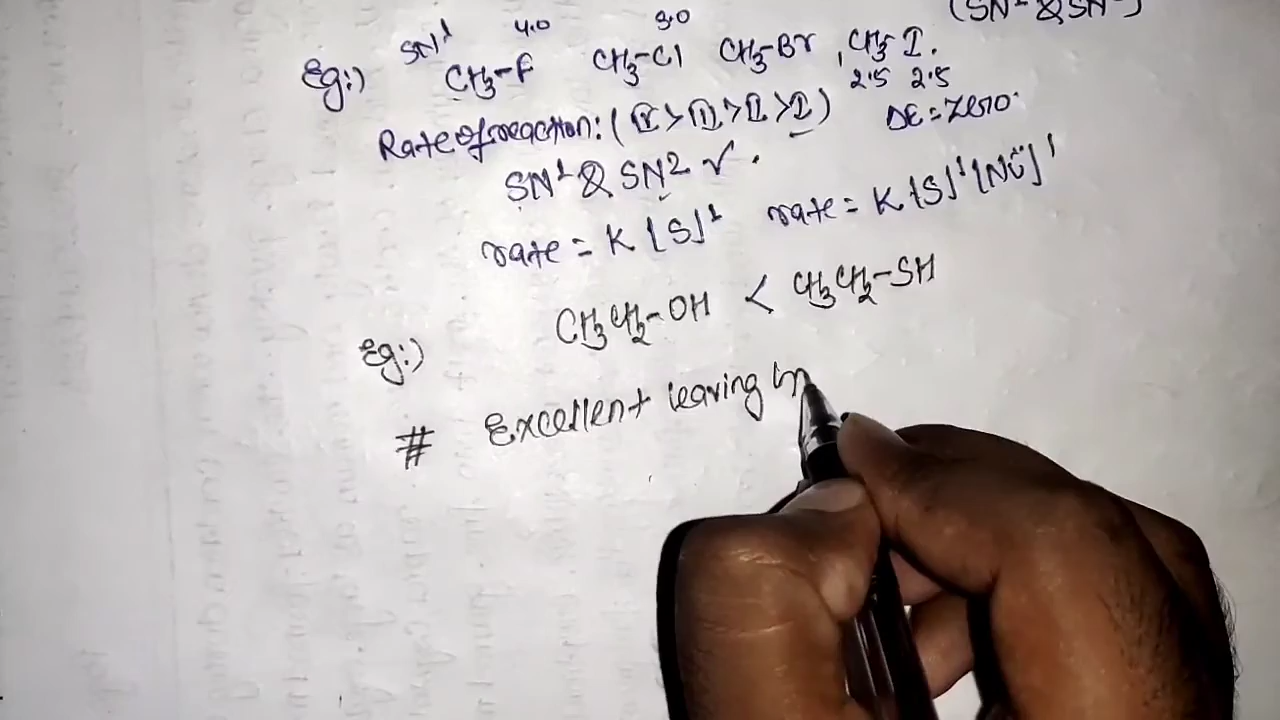 (SN¹ & SN²)
SN¹ 4.0 3.0
Eg:) CH₃-F CH₃-Cl CH₃-Br , CH₃-I.
2.5 2.5
Rate of reaction: (IV > III > II > I) ΔE = Zero.
SN¹ & SN² ✓ .
rate = K [S]¹ rate = K [S]¹ [Nü]¹
Eg:) CH₃CH₂-OH < CH₃CH₂-SH
# Excellent leaving